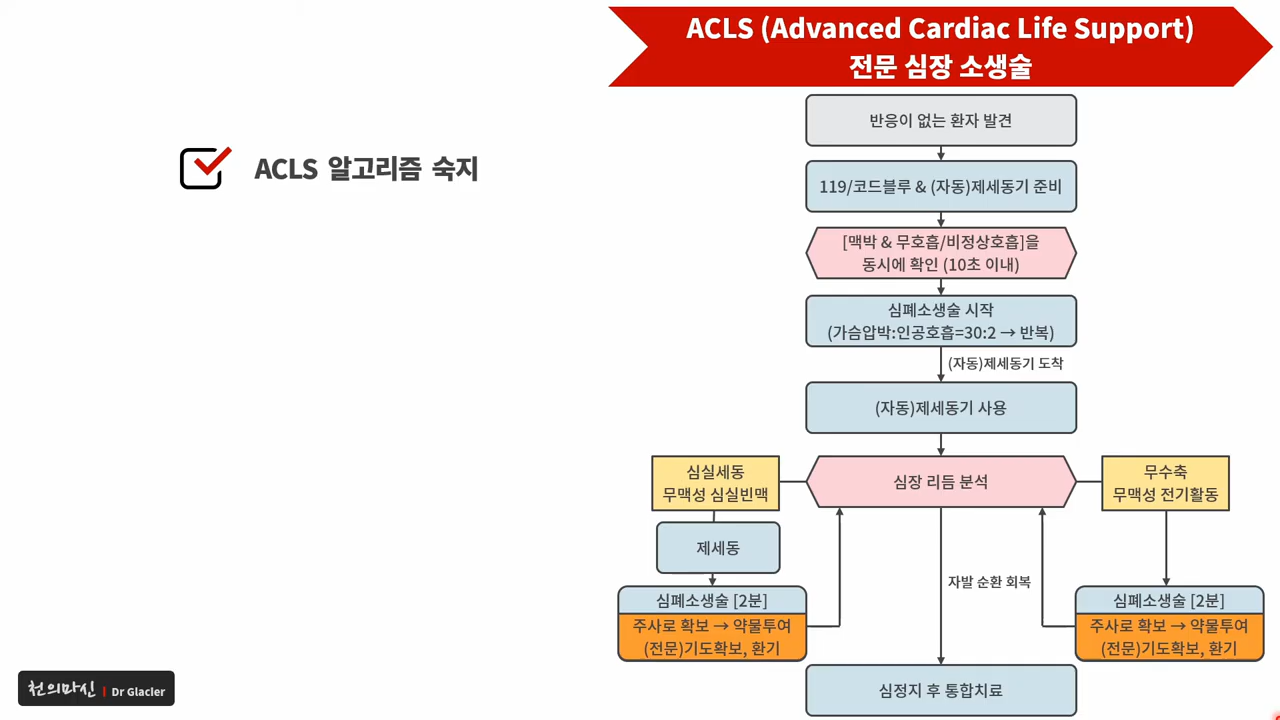 ACLS (Advanced Cardiac Life Support)
전문 심장 소생술
ACLS 알고리즘 숙지
반응이 없는 환자 발견
119/코드블루 & (자동)제세동기 준비
[맥박 & 무호흡/비정상호흡]을
동시에 확인 (10초 이내)
심폐소생술 시작
(가슴압박:인공호흡=30:2 → 반복)
(자동)제세동기 도착
(자동)제세동기 사용
심실세동
무맥성 심실빈맥
심장 리듬 분석
무수축
무맥성 전기활동
제세동
자발 순환 회복
심폐소생술 [2분]
주사로 확보 → 약물투여
(전문)기도확보, 환기
심폐소생술 [2분]
주사로 확보 → 약물투여
(전문)기도확보, 환기
심정지 후 통합치료
천의마신 | Dr Glacier